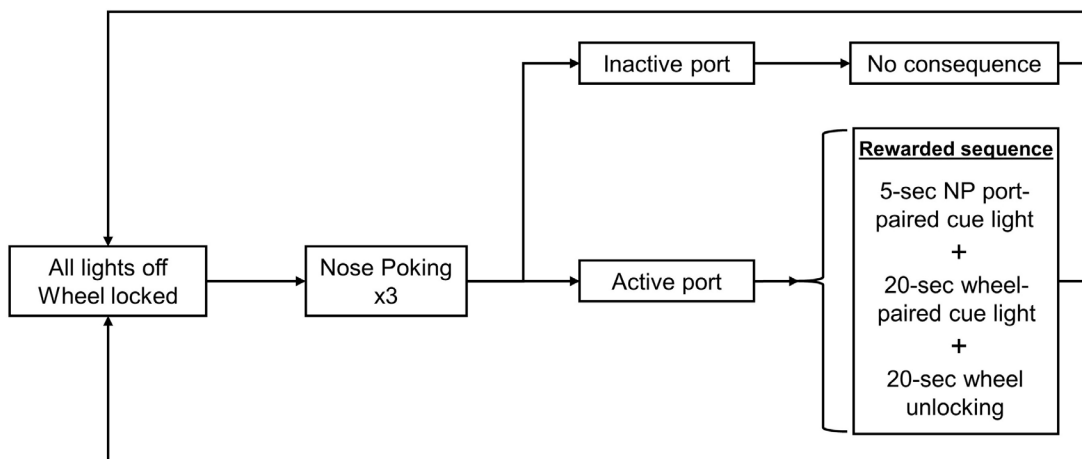 All lights off
Wheel locked
Nose Poking
x3
Inactive port
No consequence
Active port
Rewarded sequence
5-sec NP port-
paired cue light
+
20-sec wheel-
paired cue light
+
20-sec wheel
unlocking